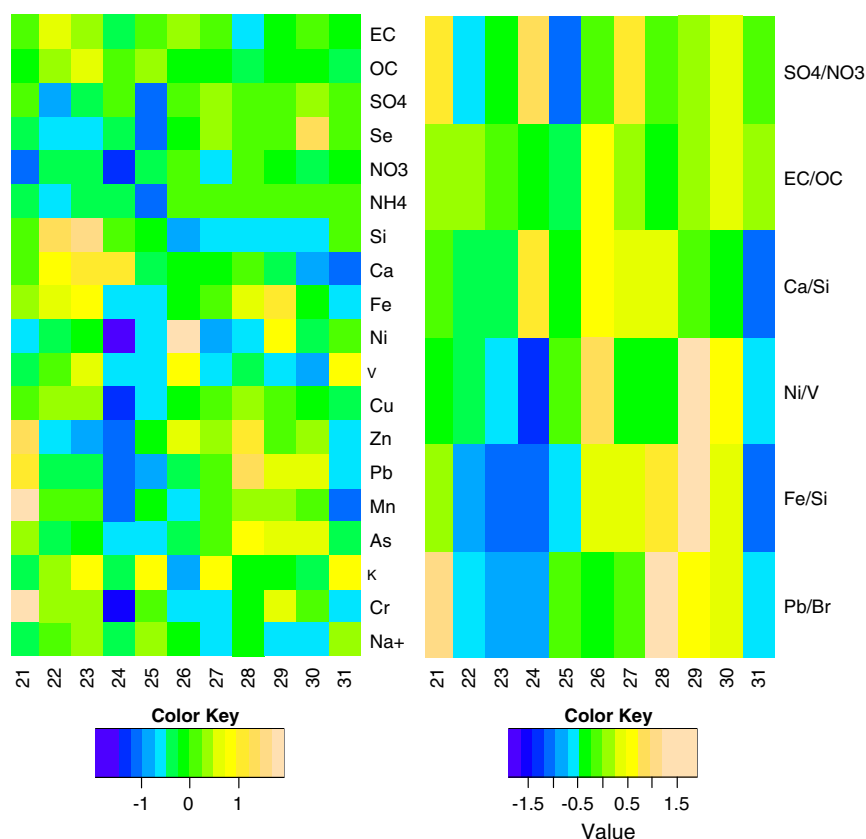 EC
OC
SO4
Se
NO3
NH4
Si
Ca
Fe
Ni
V
Cu
Zn
Pb
Mn
As
K
Cr
Na+
21 22 23 24 25 26 27 28 29 30 31
Color Key
-1 0 1
SO4/NO3
EC/OC
Ca/Si
Ni/V
Fe/Si
Pb/Br
21 22 23 24 25 26 27 28 29 30 31
Color Key
-1.5 -0.5 0.5 1.5
Value